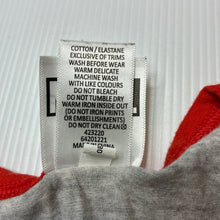 COTTON / ELASTANE
EXCLUSIVE OF TRIMS
WASH BEFORE WEAR
WARM DELICATE
MACHINE WASH
WITH LIKE COLOURS
DO NOT BLEACH
DO NOT TUMBLE DRY
WARM IRON INSIDE OUT
(DO NOT IRON PRINTS
OR EMBELLISHMENTS)
DO NOT DRY CLEAN
423220
64201221
MADE IN CHINA